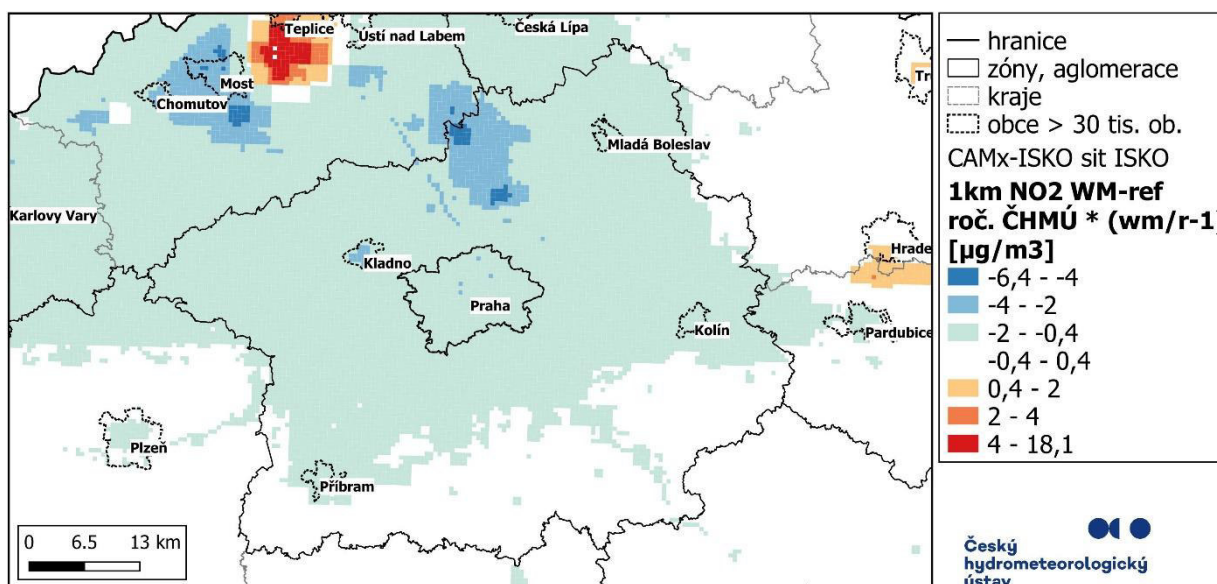 Teplice
Ústí nad Labem
Česká Lípa
Most
Chomutov
Tr
Mladá Boleslav
Karlovy Vary
Hrade
Kladno
Praha
Kolín
Pardubice
Plzeň
Příbram
0 6.5 13 km
hranice
zóny, aglomerace
kraje
obce > 30 tis. ob.
CAMx-ISKO sit ISKO
1km NO2 WM-ref
roč. ČHMÚ * (wm/r-1)
[µg/m3]
-6,4 - -4
-4 - -2
-2 - -0,4
-0,4 - 0,4
0,4 - 2
2 - 4
4 - 18,1
Český
hydrometeorologický
ústav